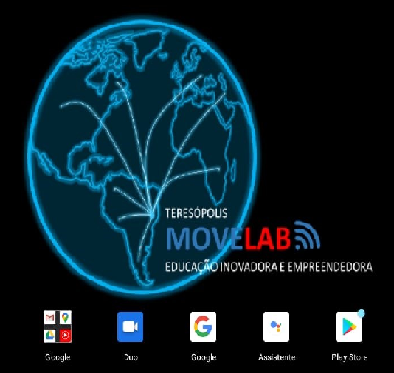 TERESÓPOLIS
MOVELAB
EDUCAÇÃO INOVADORA E EMPREENDEDORA
Google Duo Google Assistente Play Store